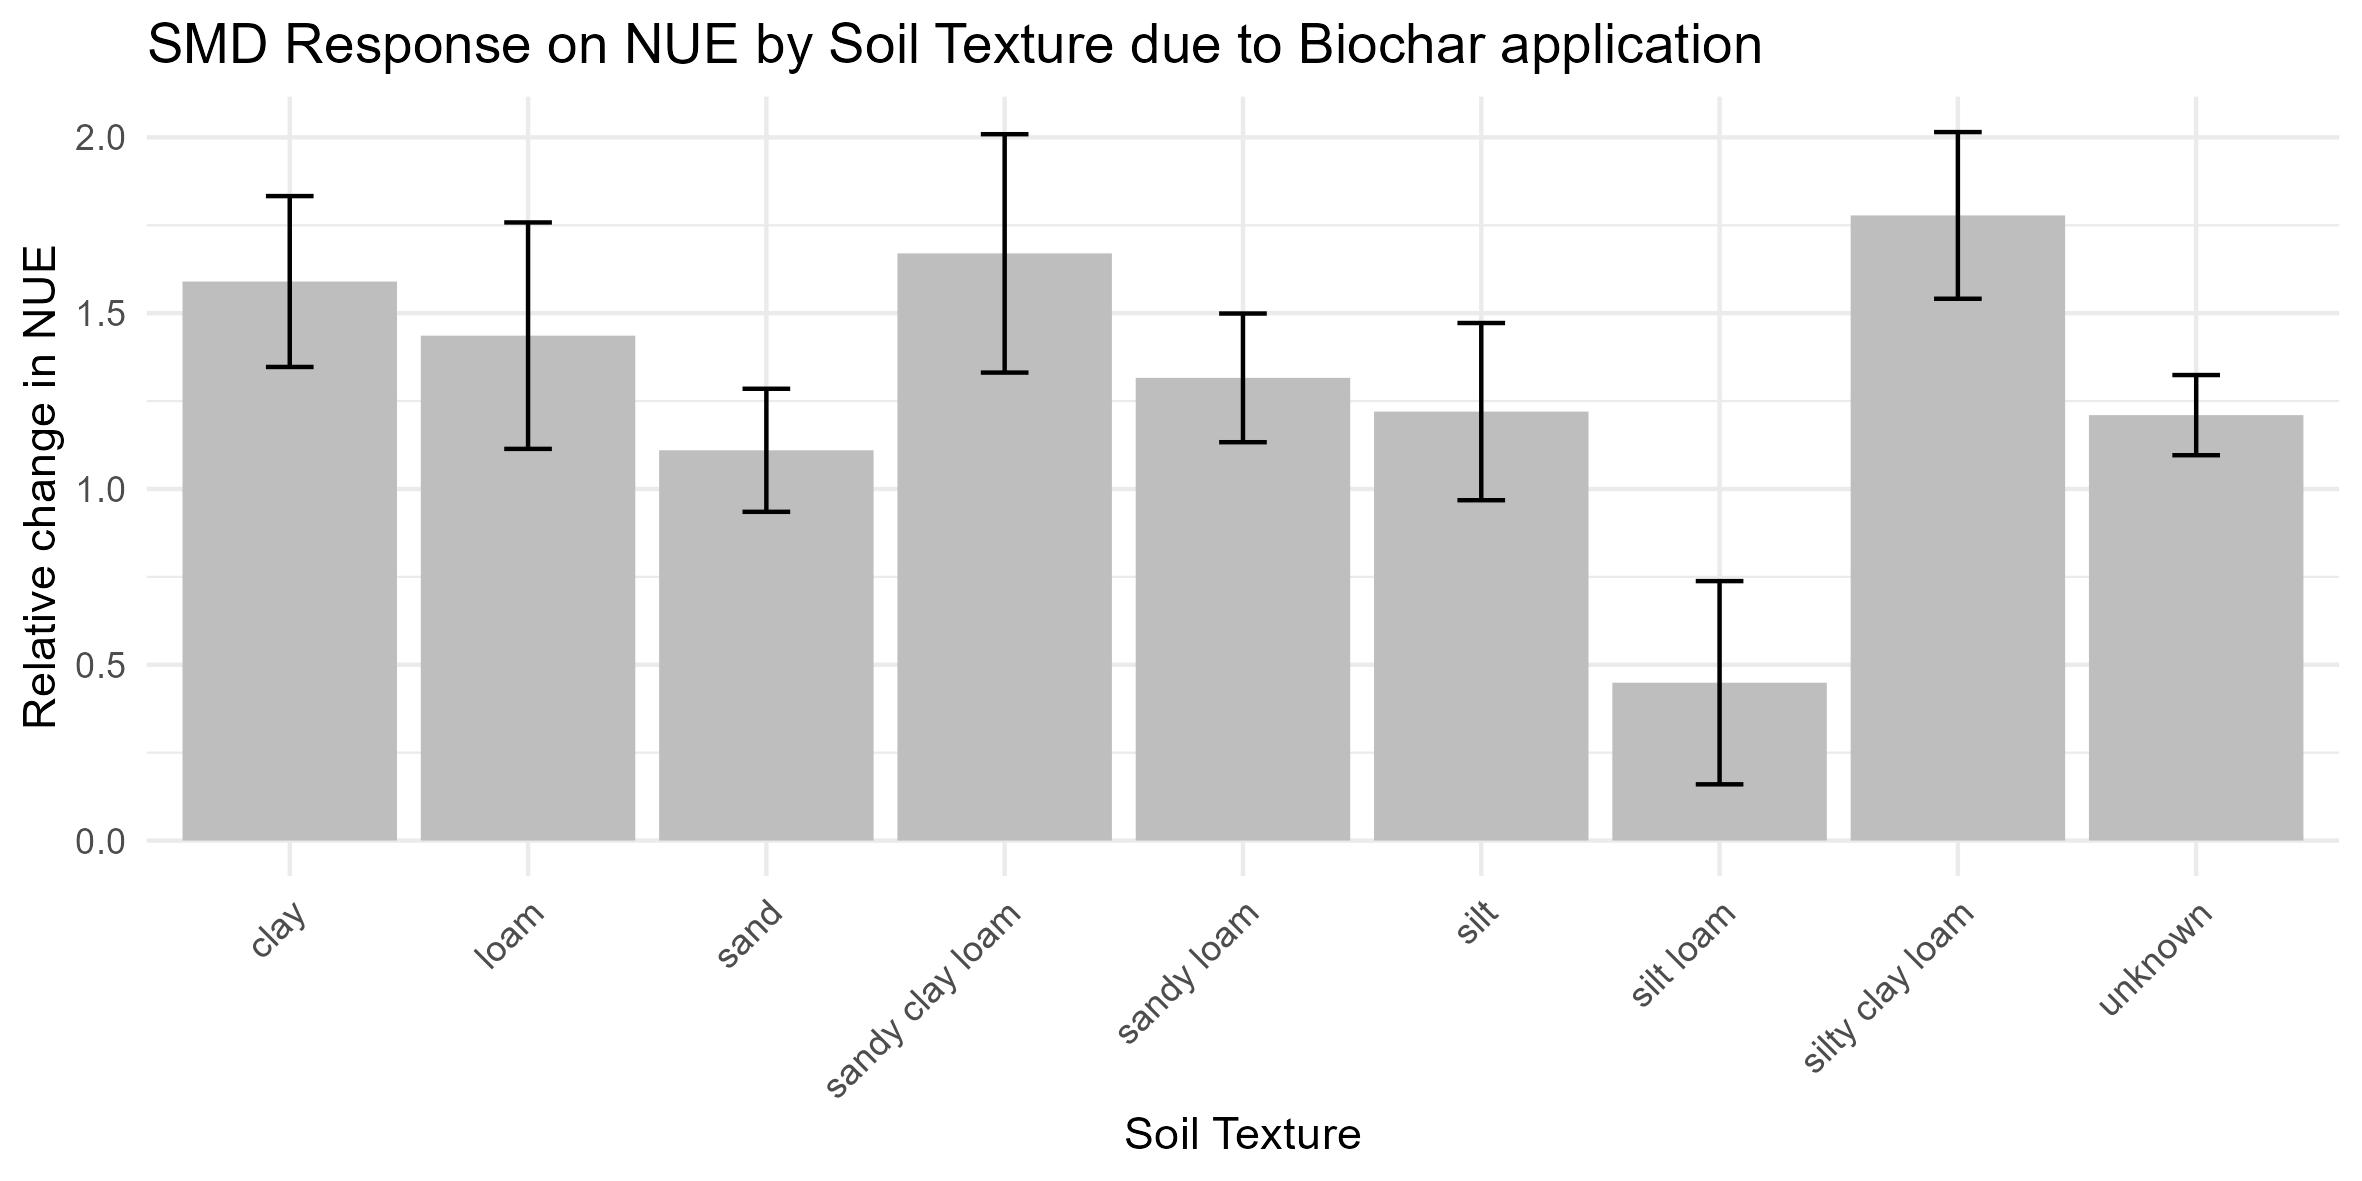 SMD Response on NUE by Soil Texture due to Biochar application
Relative change in NUE
2.0
1.5
1.0
0.5
0.0
clay
loam
sand
sandy clay loam
sandy loam
silt
silt loam
silty clay loam
unknown
Soil Texture